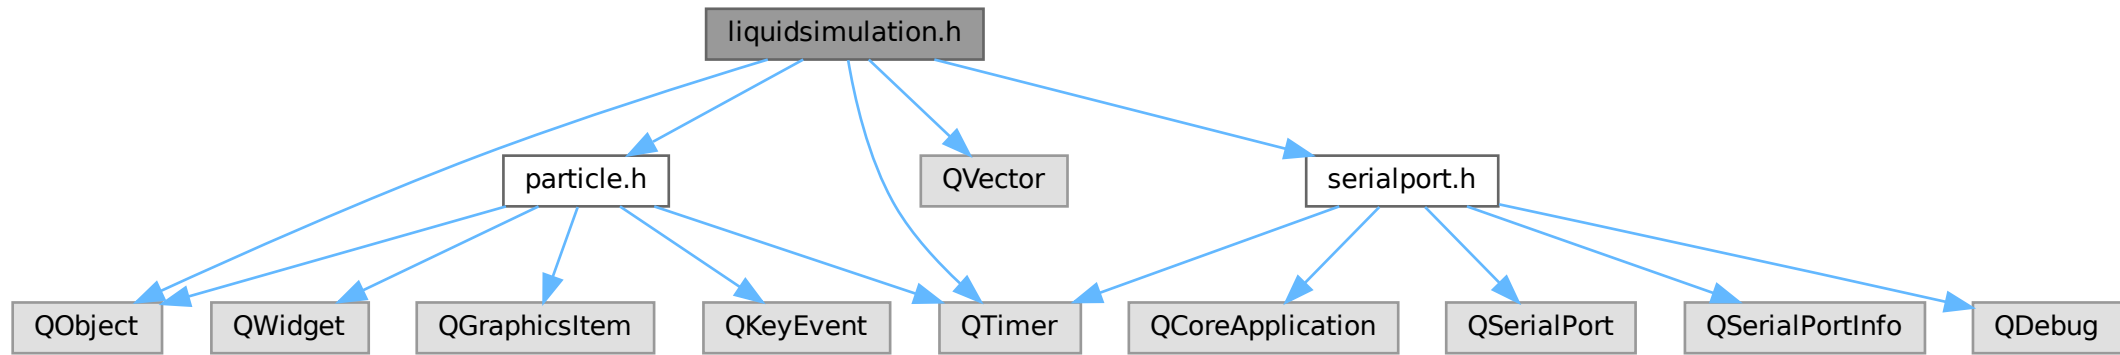 liquidsimulation.h
particle.h
QVector
serialport.h
QObject
QWidget
QGraphicsItem
QKeyEvent
QTimer
QCoreApplication
QSerialPort
QSerialPortInfo
QDebug